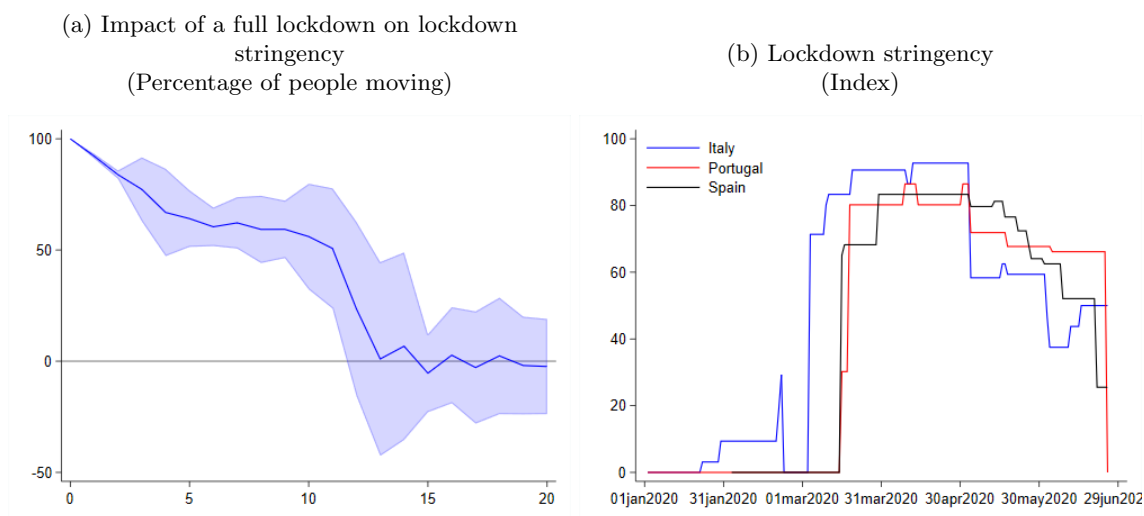 (a) Impact of a full lockdown on lockdown
stringency
(Percentage of people moving)
100
50
0
-50
0 5 10 15 20
(b) Lockdown stringency
(Index)
100
80
60
40
20
0
Italy
Portugal
Spain
01jan2020 31jan2020 01mar2020 31mar2020 30apr2020 30may2020 29jun202